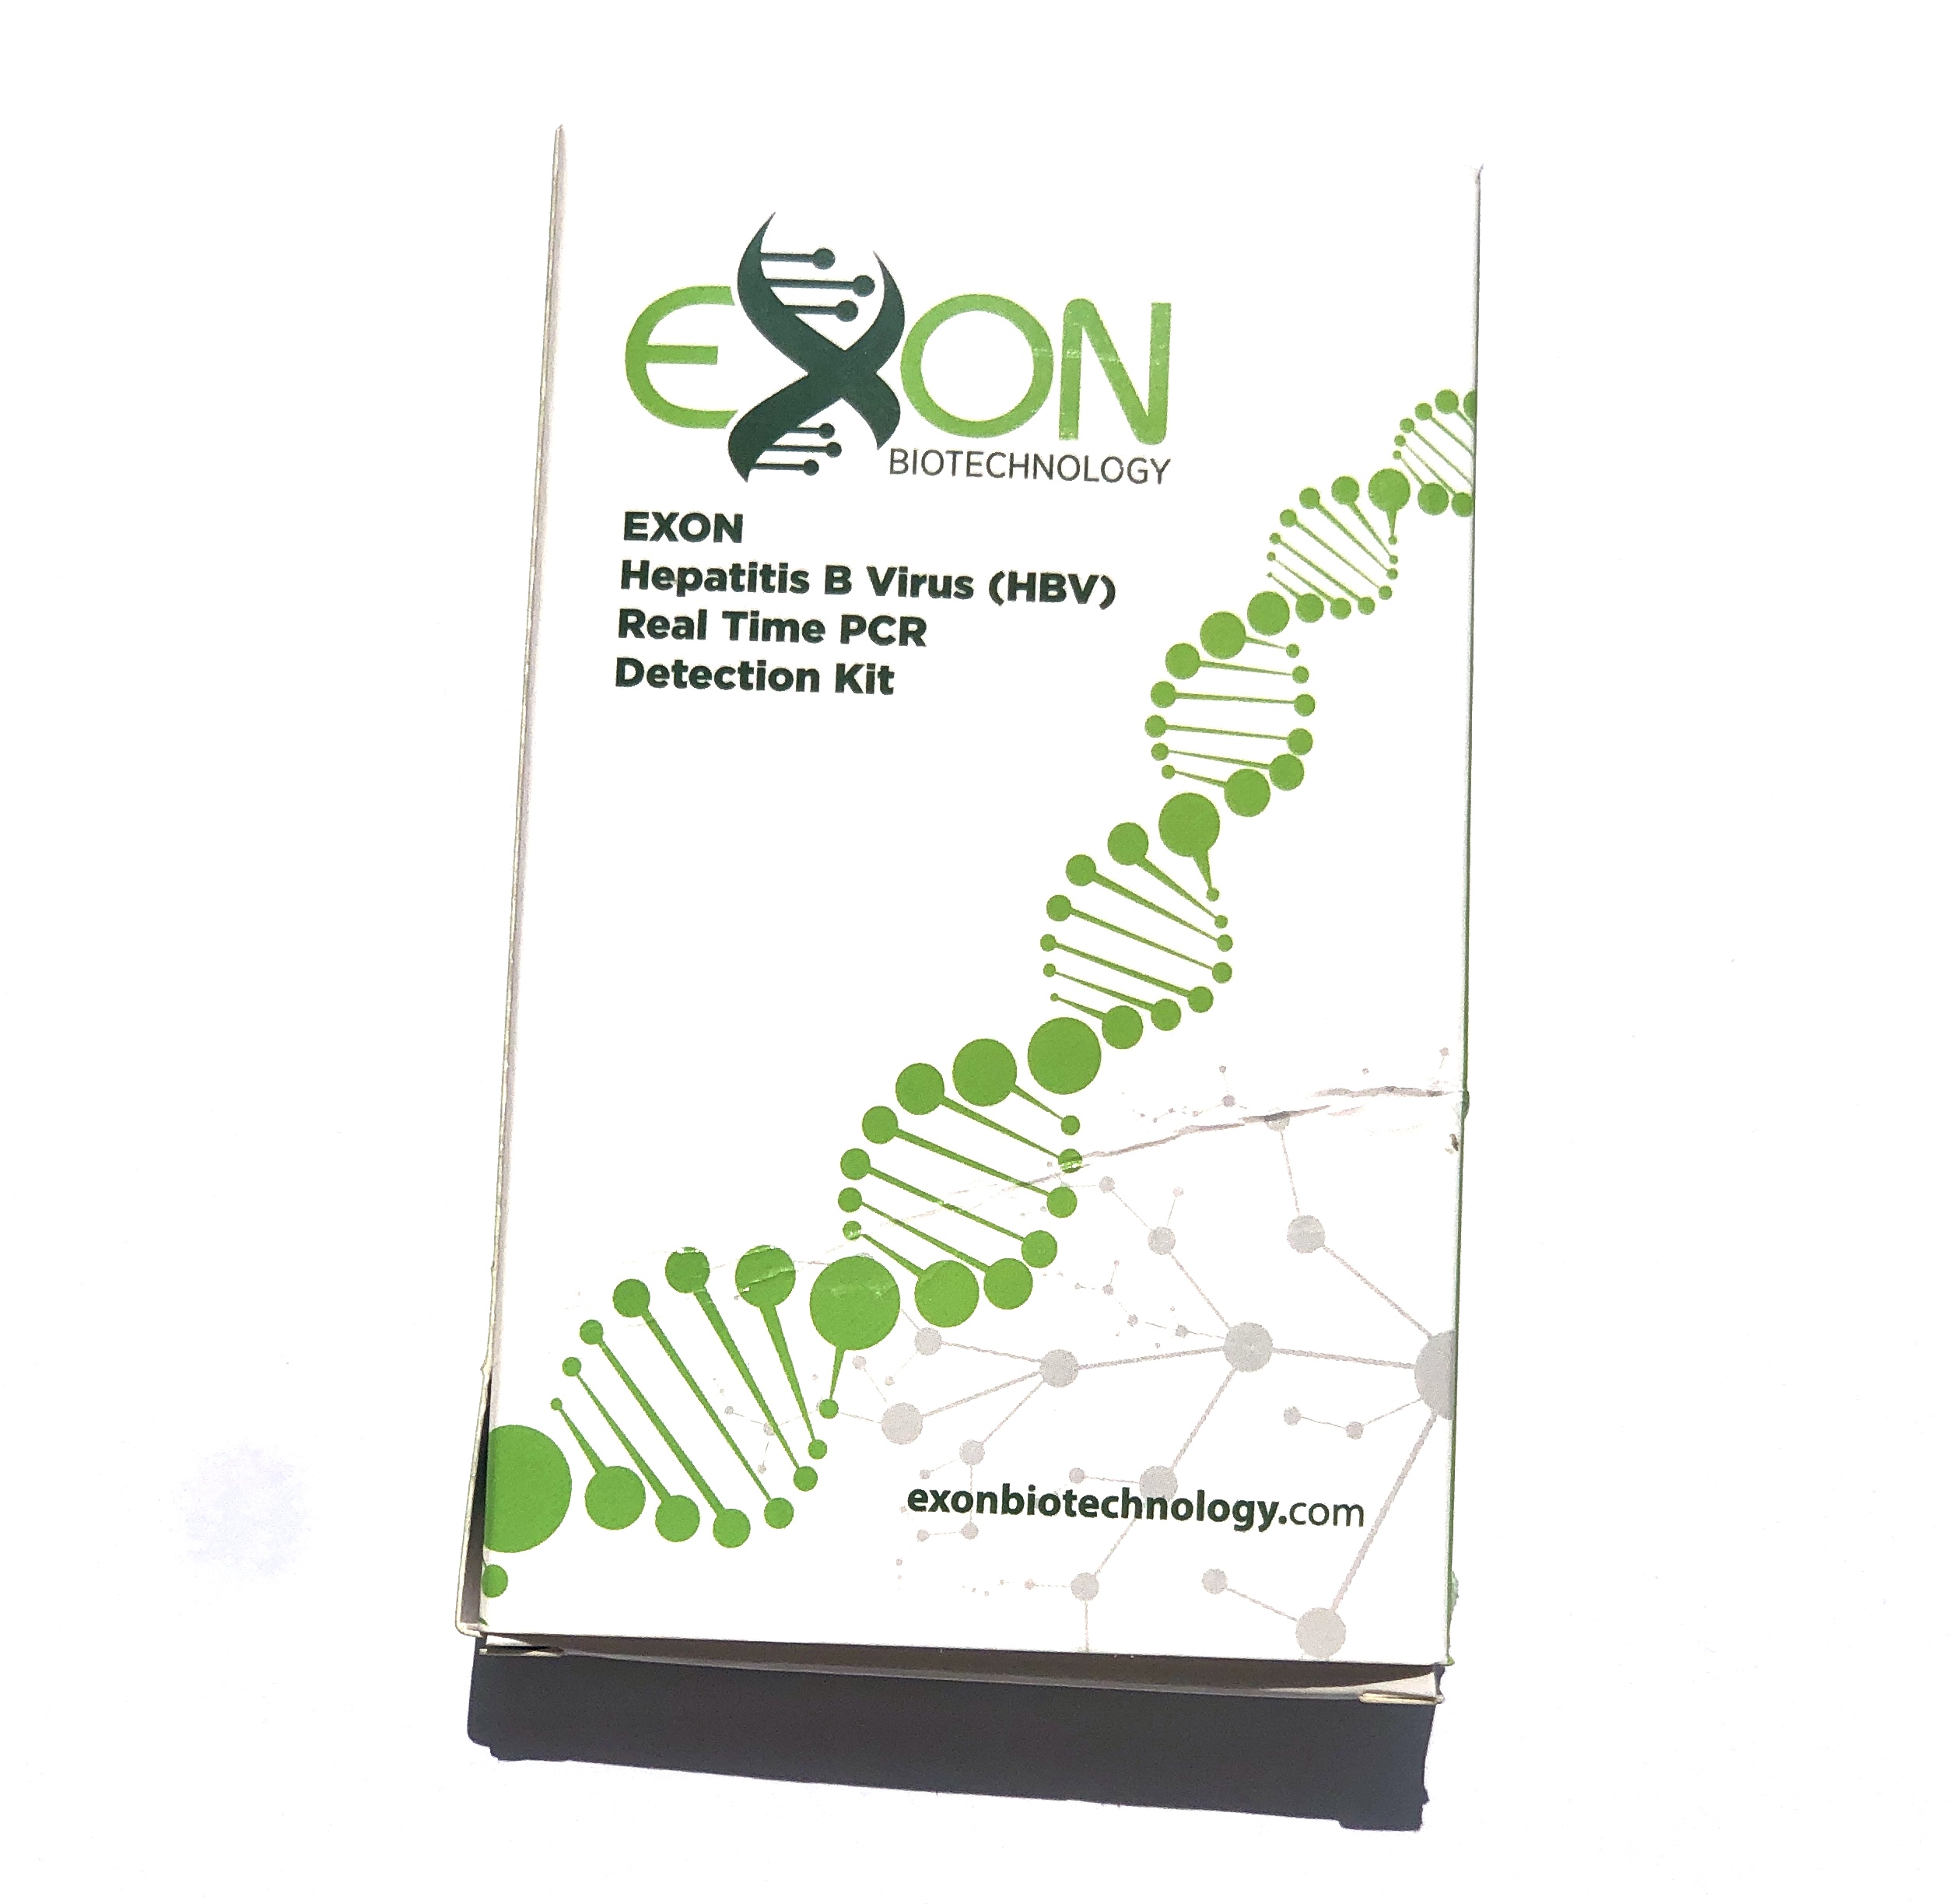 EXON
BIOTECHNOLOGY
EXON
Hepatitis B Virus (HBV)
Real Time PCR
Detection Kit
exonbiotechnology.com